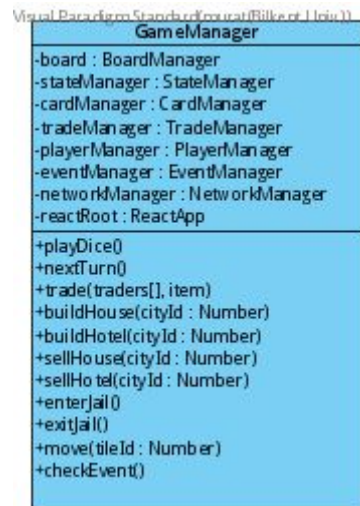 Visual Paradigm Standard(murat(Bilkent Univ.))
GameManager
-board : BoardManager
-stateManager : StateManager
-cardManager : CardManager
-tradeManager : TradeManager
-playerManager : PlayerManager
-eventManager : EventManager
-networkManager : NetworkManager
-reactRoot : ReactApp
+playDice()
+nextTurn()
+trade(traders[], item)
+buildHouse(cityId : Number)
+buildHotel(cityId : Number)
+sellHouse(cityId : Number)
+sellHotel(cityId : Number)
+enterJail()
+exitJail()
+move(tileId : Number)
+checkEvent()